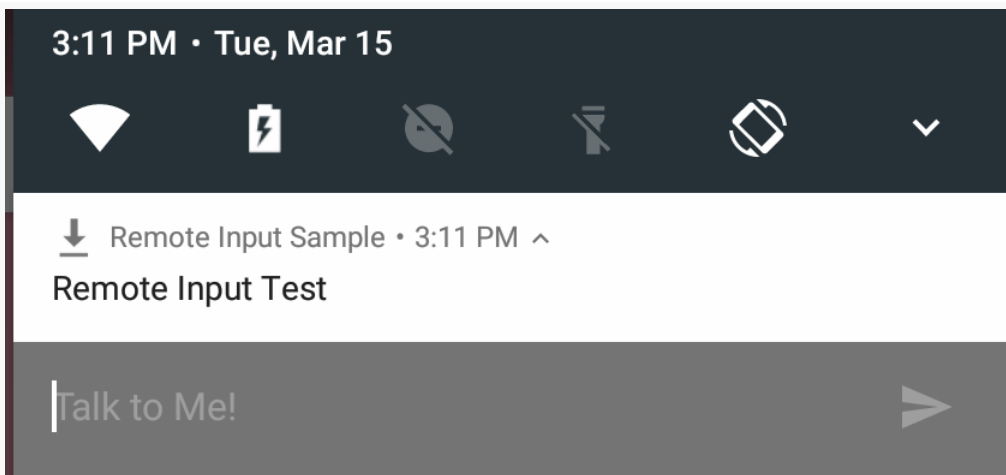 3:11 PM • Tue, Mar 15
Remote Input Sample • 3:11 PM
Remote Input Test
Talk to Me!